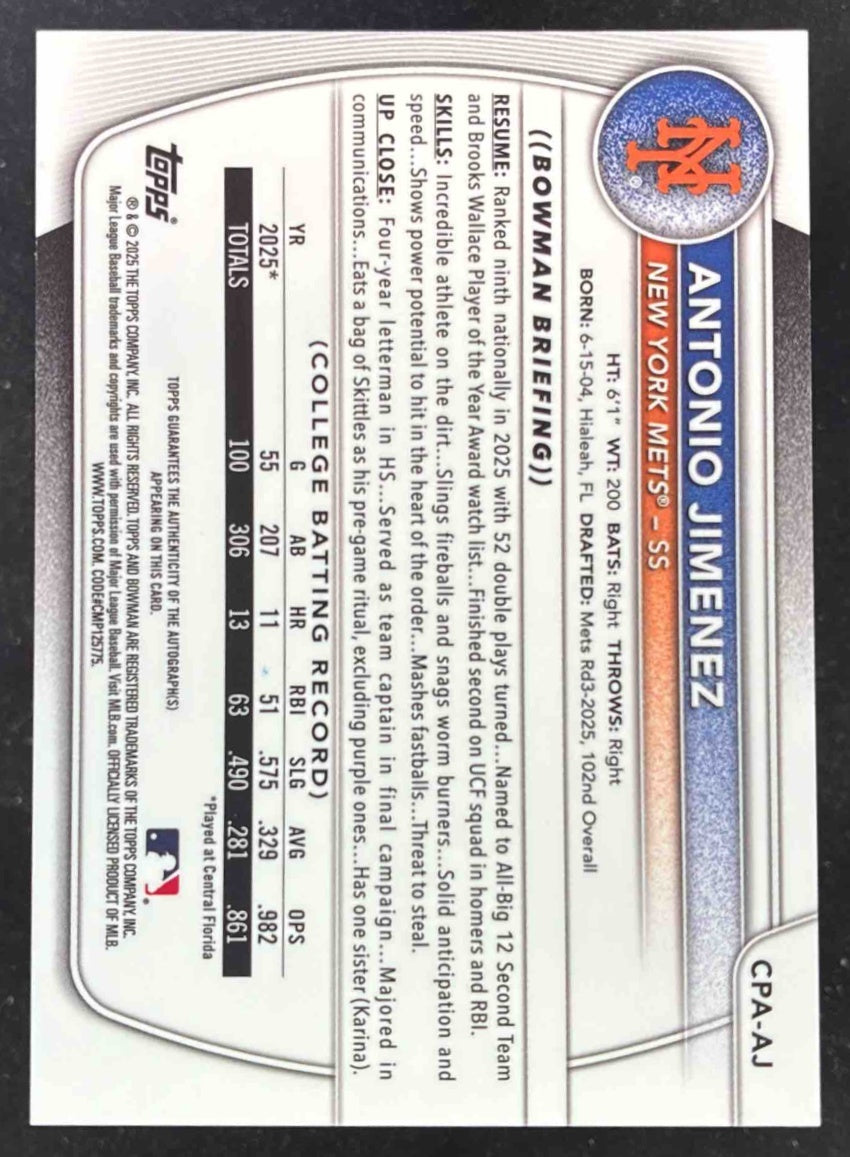 CPA-AJ
NY®
ANTONIO JIMENEZ
NEW YORK METS® – SS
HT: 6'1" WT: 200 BATS: Right THROWS: Right
BORN: 6-15-04, Hialeah, FL DRAFTED: Mets Rd3-2025, 102nd Overall
((BOWMAN BRIEFING))
RESUME: Ranked ninth nationally in 2025 with 52 double plays turned...Named to All-Big 12 Second Team
and Brooks Wallace Player of the Year Award watch list...Finished second on UCF squad in homers and RBI.
SKILLS: Incredible athlete on the dirt...Slings fireballs and snags worm burners...Solid anticipation and
speed...Shows power potential to hit in the heart of the order...Mashes fastballs...Threat to steal.
UP CLOSE: Four-year letterman in HS...Served as team captain in final campaign...Majored in
communications...Eats a bag of Skittles as his pre-game ritual, excluding purple ones...Has one sister (Karina).
(COLLEGE BATTING RECORD)
YR G AB HR RBI SLG AVG OPS
2025* 55 207 11 51 .575 .329 .982
TOTALS 100 306 13 63 .490 .281 .861
*Played at Central Florida
TOPPS GUARANTEES THE AUTHENTICITY OF THE AUTOGRAPH(S)
APPEARING ON THIS CARD.
topps®
® & © 2025 THE TOPPS COMPANY, INC. ALL RIGHTS RESERVED. TOPPS AND BOWMAN ARE REGISTERED TRADEMARKS OF THE TOPPS COMPANY, INC.
Major League Baseball trademarks and copyrights are used with permission of Major League Baseball. Visit MLB.com. OFFICIALLY LICENSED PRODUCT OF MLB.
WWW.TOPPS.COM. CODE#CMP125775.